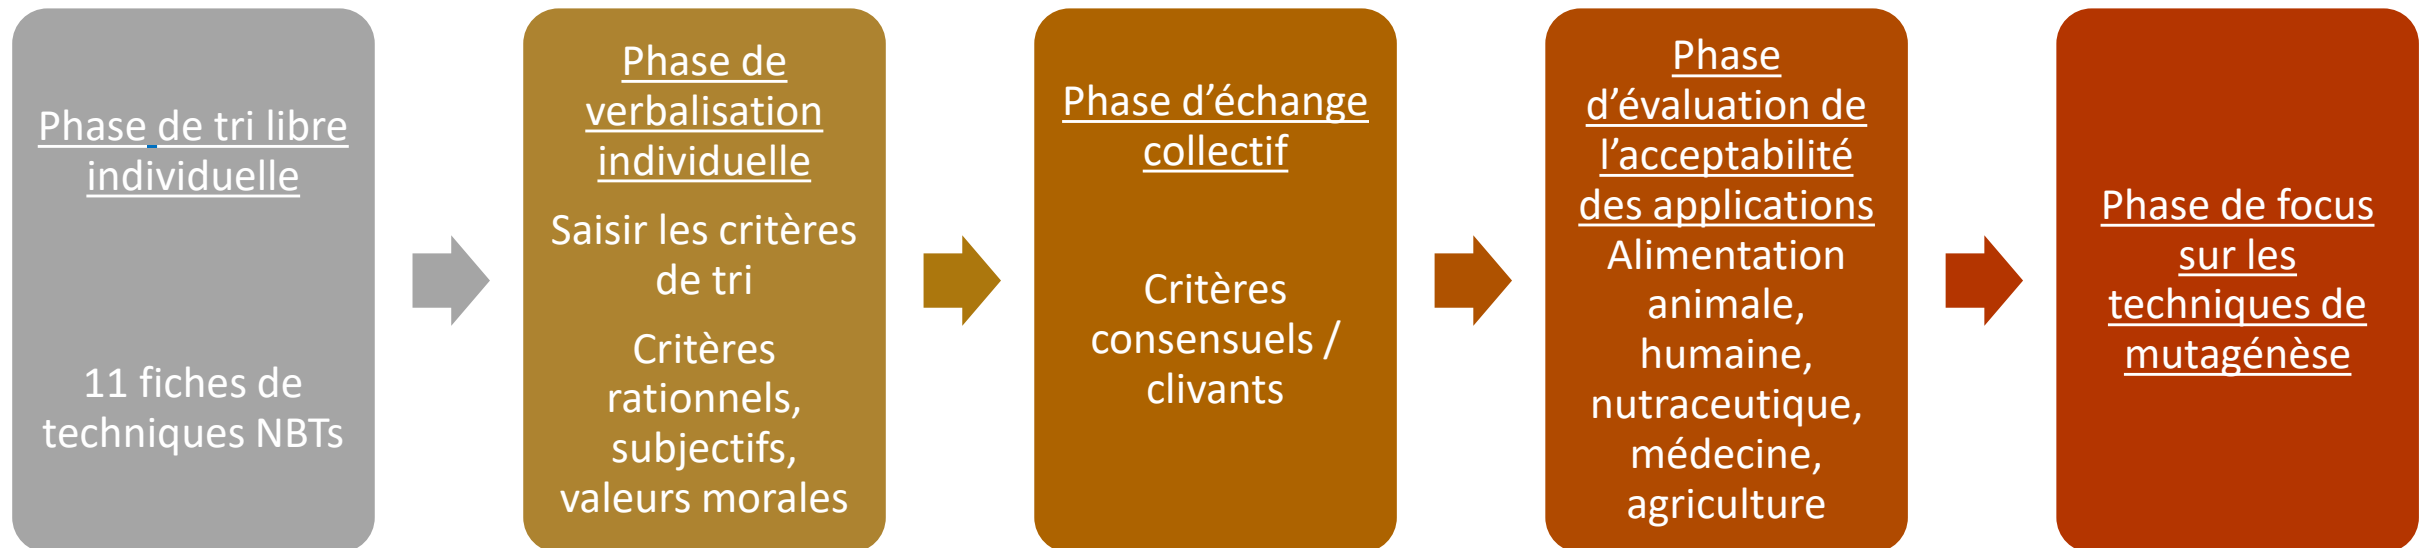 Phase de tri libre
individuelle
11 fiches de
techniques NBTs
Phase de
verbalisation
individuelle
Saisir les critères
de tri
Critères
rationnels,
subjectifs,
valeurs morales
Phase d’échange
collectif
Critères
consensuels /
clivants
Phase
d’évaluation de
l’acceptabilité
des applications
Alimentation
animale,
humaine,
nutraceutique,
médecine,
agriculture
Phase de focus
sur les
techniques de
mutagénèse